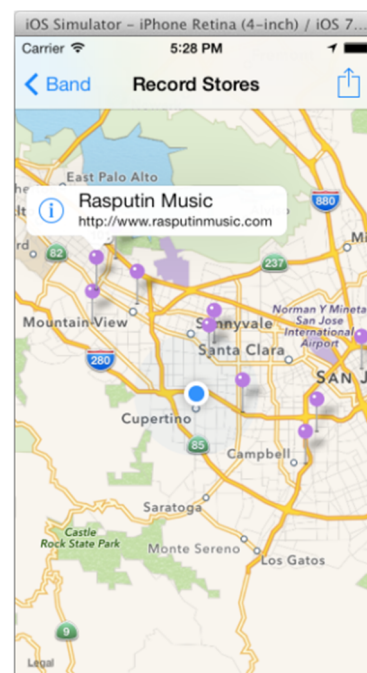 iOS Simulator – iPhone Retina (4-inch) / iOS 7...
Carrier 5:28 PM
Band Record Stores
East Palo Alto
Rasputin Music
http://www.rasputinmusic.com
880
82
237
Mi
Mountain View
Sunnyvale
Norman Y Mineta
San Jose
International
Airport
Santa Clara
280
SAN J
Cupertino
85
Campbell
Saratoga
Castle
Rock State Park
Monte Sereno
Los Gatos
9
Legal